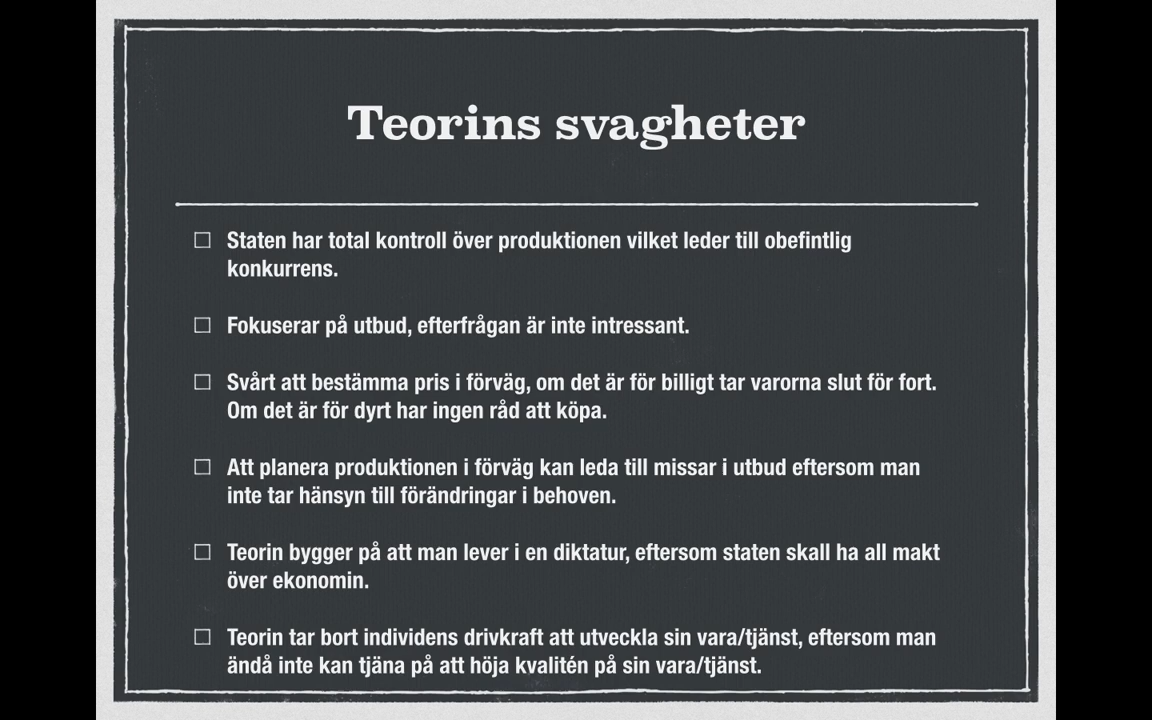 Teorins svagheter
Staten har total kontroll över produktionen vilket leder till obefintlig
konkurrens.
Fokuserar på utbud, efterfrågan är inte intressant.
Svårt att bestämma pris i förväg, om det är för billigt tar varorna slut för fort.
Om det är för dyrt har ingen råd att köpa.
Att planera produktionen i förväg kan leda till missar i utbud eftersom man
inte tar hänsyn till förändringar i behoven.
Teorin bygger på att man lever i en diktatur, eftersom staten skall ha all makt
över ekonomin.
Teorin tar bort individens drivkraft att utveckla sin vara/tjänst, eftersom man
ändå inte kan tjäna på att höja kvalitén på sin vara/tjänst.